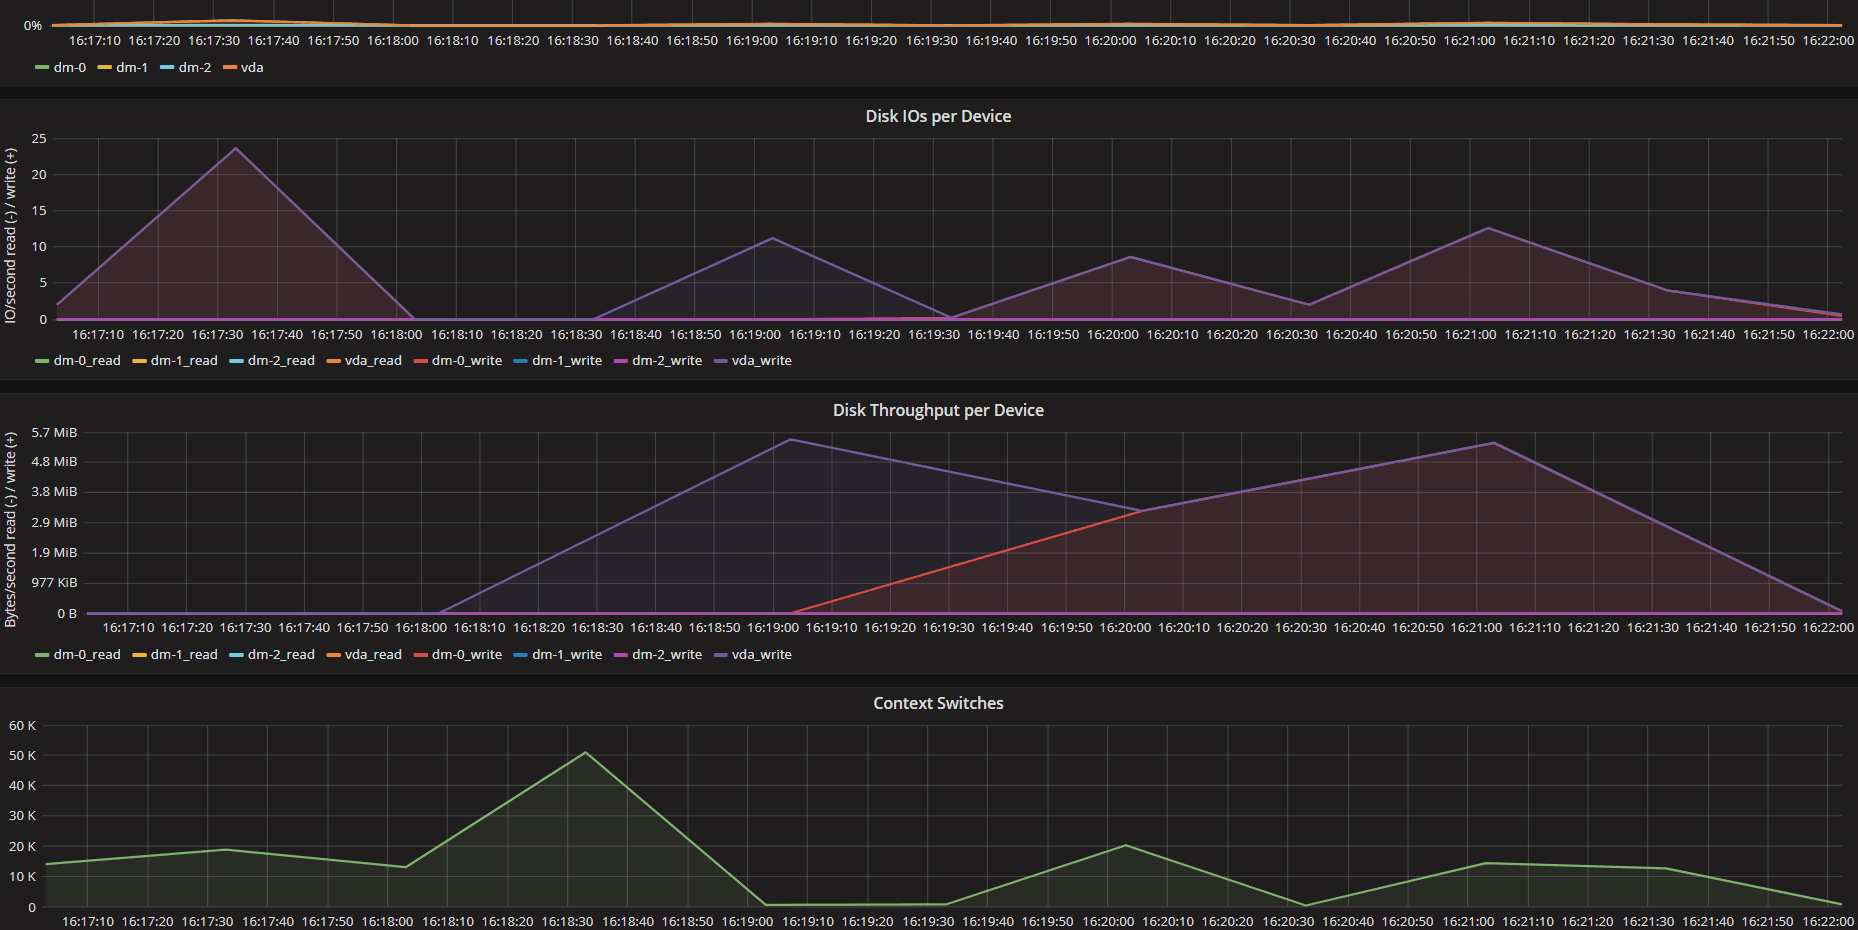 0%
16:17:10 16:17:20 16:17:30 16:17:40 16:17:50 16:18:00 16:18:10 16:18:20 16:18:30 16:18:40 16:18:50 16:19:00 16:19:10 16:19:20 16:19:30 16:19:40 16:19:50 16:20:00 16:20:10 16:20:20 16:20:30 16:20:40 16:20:50 16:21:00 16:21:10 16:21:20 16:21:30 16:21:40 16:21:50 16:22:00
dm-0 dm-1 dm-2 vda
Disk IOs per Device
IO/second read (-) / write (+)
25
20
15
10
5
0
16:17:10 16:17:20 16:17:30 16:17:40 16:17:50 16:18:00 16:18:10 16:18:20 16:18:30 16:18:40 16:18:50 16:19:00 16:19:10 16:19:20 16:19:30 16:19:40 16:19:50 16:20:00 16:20:10 16:20:20 16:20:30 16:20:40 16:20:50 16:21:00 16:21:10 16:21:20 16:21:30 16:21:40 16:21:50 16:22:00
dm-0_read dm-1_read dm-2_read vda_read dm-0_write dm-1_write dm-2_write vda_write
Disk Throughput per Device
Bytes/second read (-) / write (+)
5.7 MiB
4.8 MiB
3.8 MiB
2.9 MiB
1.9 MiB
977 KiB
0 B
16:17:10 16:17:20 16:17:30 16:17:40 16:17:50 16:18:00 16:18:10 16:18:20 16:18:30 16:18:40 16:18:50 16:19:00 16:19:10 16:19:20 16:19:30 16:19:40 16:19:50 16:20:00 16:20:10 16:20:20 16:20:30 16:20:40 16:20:50 16:21:00 16:21:10 16:21:20 16:21:30 16:21:40 16:21:50 16:22:00
dm-0_read dm-1_read dm-2_read vda_read dm-0_write dm-1_write dm-2_write vda_write
Context Switches
60 K
50 K
40 K
30 K
20 K
10 K
0
16:17:10 16:17:20 16:17:30 16:17:40 16:17:50 16:18:00 16:18:10 16:18:20 16:18:30 16:18:40 16:18:50 16:19:00 16:19:10 16:19:20 16:19:30 16:19:40 16:19:50 16:20:00 16:20:10 16:20:20 16:20:30 16:20:40 16:20:50 16:21:00 16:21:10 16:21:20 16:21:30 16:21:40 16:21:50 16:22:00